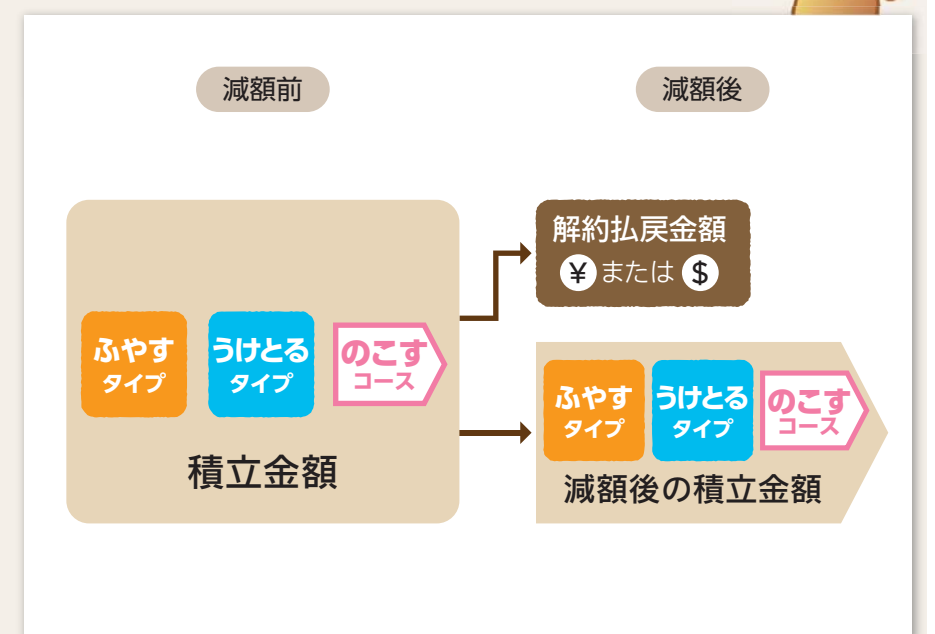 減額前
減額後
ふやす
タイプ
うけとる
タイプ
のこす
コース
積立金額
解約払戻金額
¥ または $
ふやす
タイプ
うけとる
タイプ
のこす
コース
減額後の積立金額